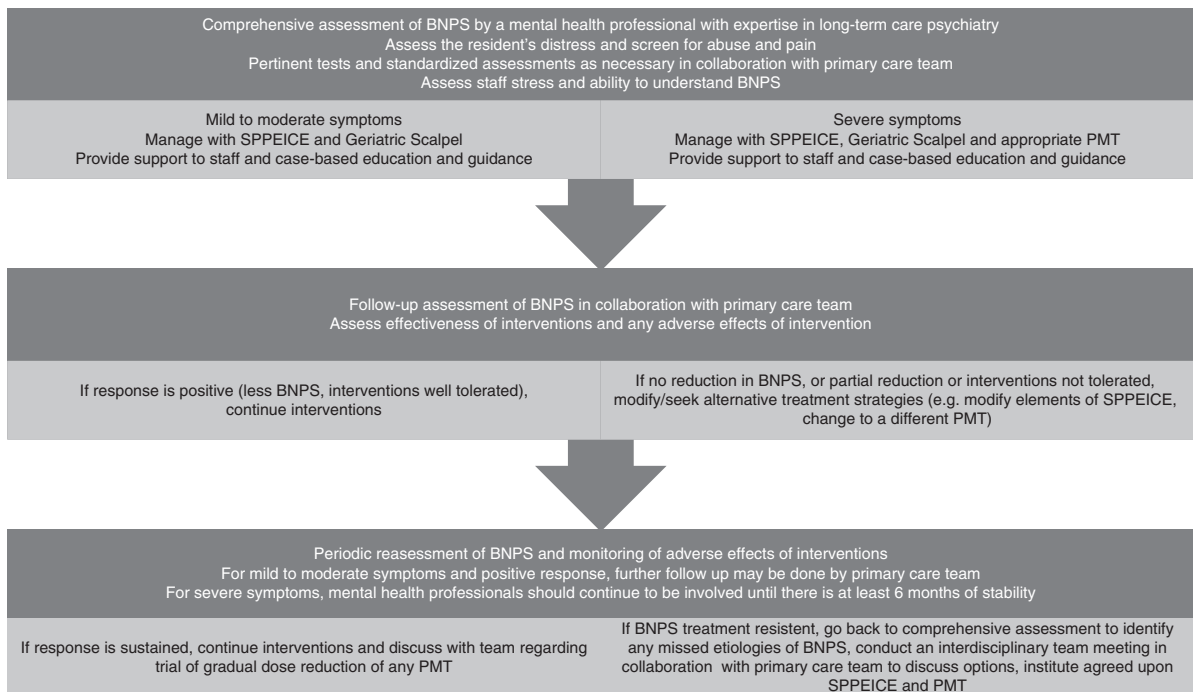 Comprehensive assessment of BNPS by a mental health professional with expertise in long-term care psychiatry
Assess the resident's distress and screen for abuse and pain
Pertinent tests and standardized assessments as necessary in collaboration with primary care team
Assess staff stress and ability to understand BNPS
Mild to moderate symptoms
Manage with SPPEICE and Geriatric Scalpel
Provide support to staff and case-based education and guidance
Severe symptoms
Manage with SPPEICE, Geriatric Scalpel and appropriate PMT
Provide support to staff and case-based education and guidance
Follow-up assessment of BNPS in collaboration with primary care team
Assess effectiveness of interventions and any adverse effects of intervention
If response is positive (less BNPS, interventions well tolerated),
continue interventions
If no reduction in BNPS, or partial reduction or interventions not tolerated,
modify/seek alternative treatment strategies (e.g. modify elements of SPPEICE,
change to a different PMT)
Periodic reassessment of BNPS and monitoring of adverse effects of interventions
For mild to moderate symptoms and positive response, further follow up may be done by primary care team
For severe symptoms, mental health professionals should continue to be involved until there is at least 6 months of stability
If response is sustained, continue interventions and discuss with team regarding
trial of gradual dose reduction of any PMT
If BNPS treatment resistent, go back to comprehensive assessment to identify
any missed etiologies of BNPS, conduct an interdisciplinary team meeting in
collaboration with primary care team to discuss options, institute agreed upon
SPPEICE and PMT